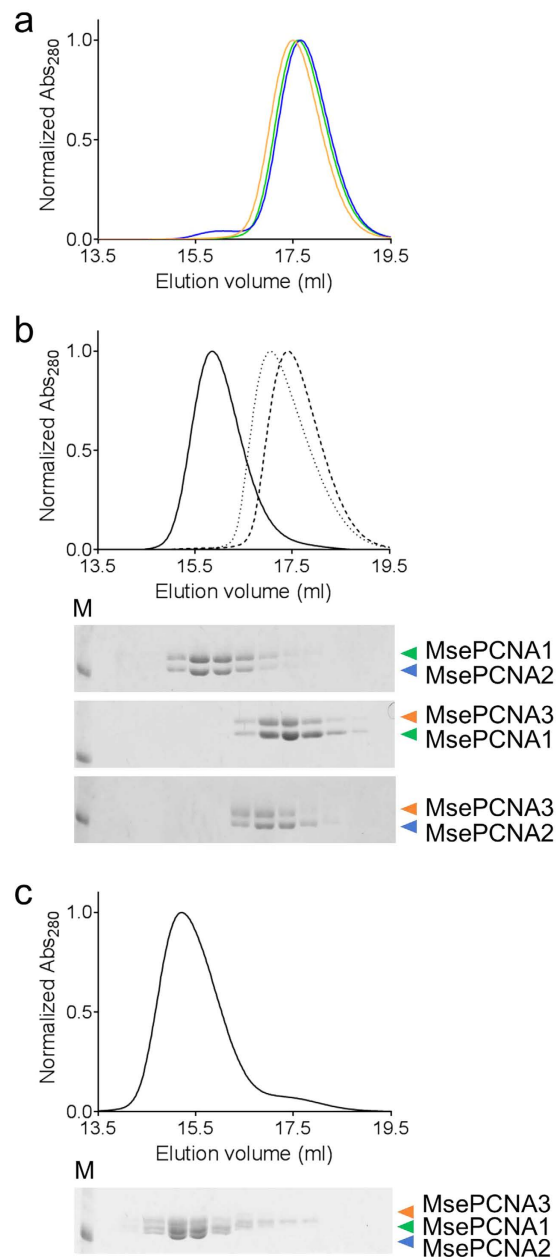 a
Normalized Abs280
1.0
0.5
0.0
13.5 15.5 17.5 19.5
Elution volume (ml)
b
Normalized Abs280
1.0
0.5
0.0
13.5 15.5 17.5 19.5
Elution volume (ml)
M
MsePCNA1
MsePCNA2
MsePCNA3
MsePCNA1
MsePCNA3
MsePCNA2
c
Normalized Abs280
1.0
0.5
0.0
13.5 15.5 17.5 19.5
Elution volume (ml)
M
MsePCNA3
MsePCNA1
MsePCNA2